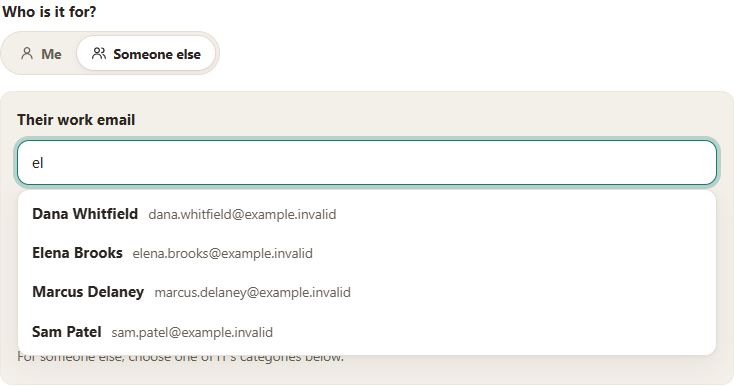 Who is it for?
Me Someone else
Their work email
el
Dana Whitfield dana.whitfield@example.invalid
Elena Brooks elena.brooks@example.invalid
Marcus Delaney marcus.delaney@example.invalid
Sam Patel sam.patel@example.invalid
For someone else, choose one of IT's categories below.